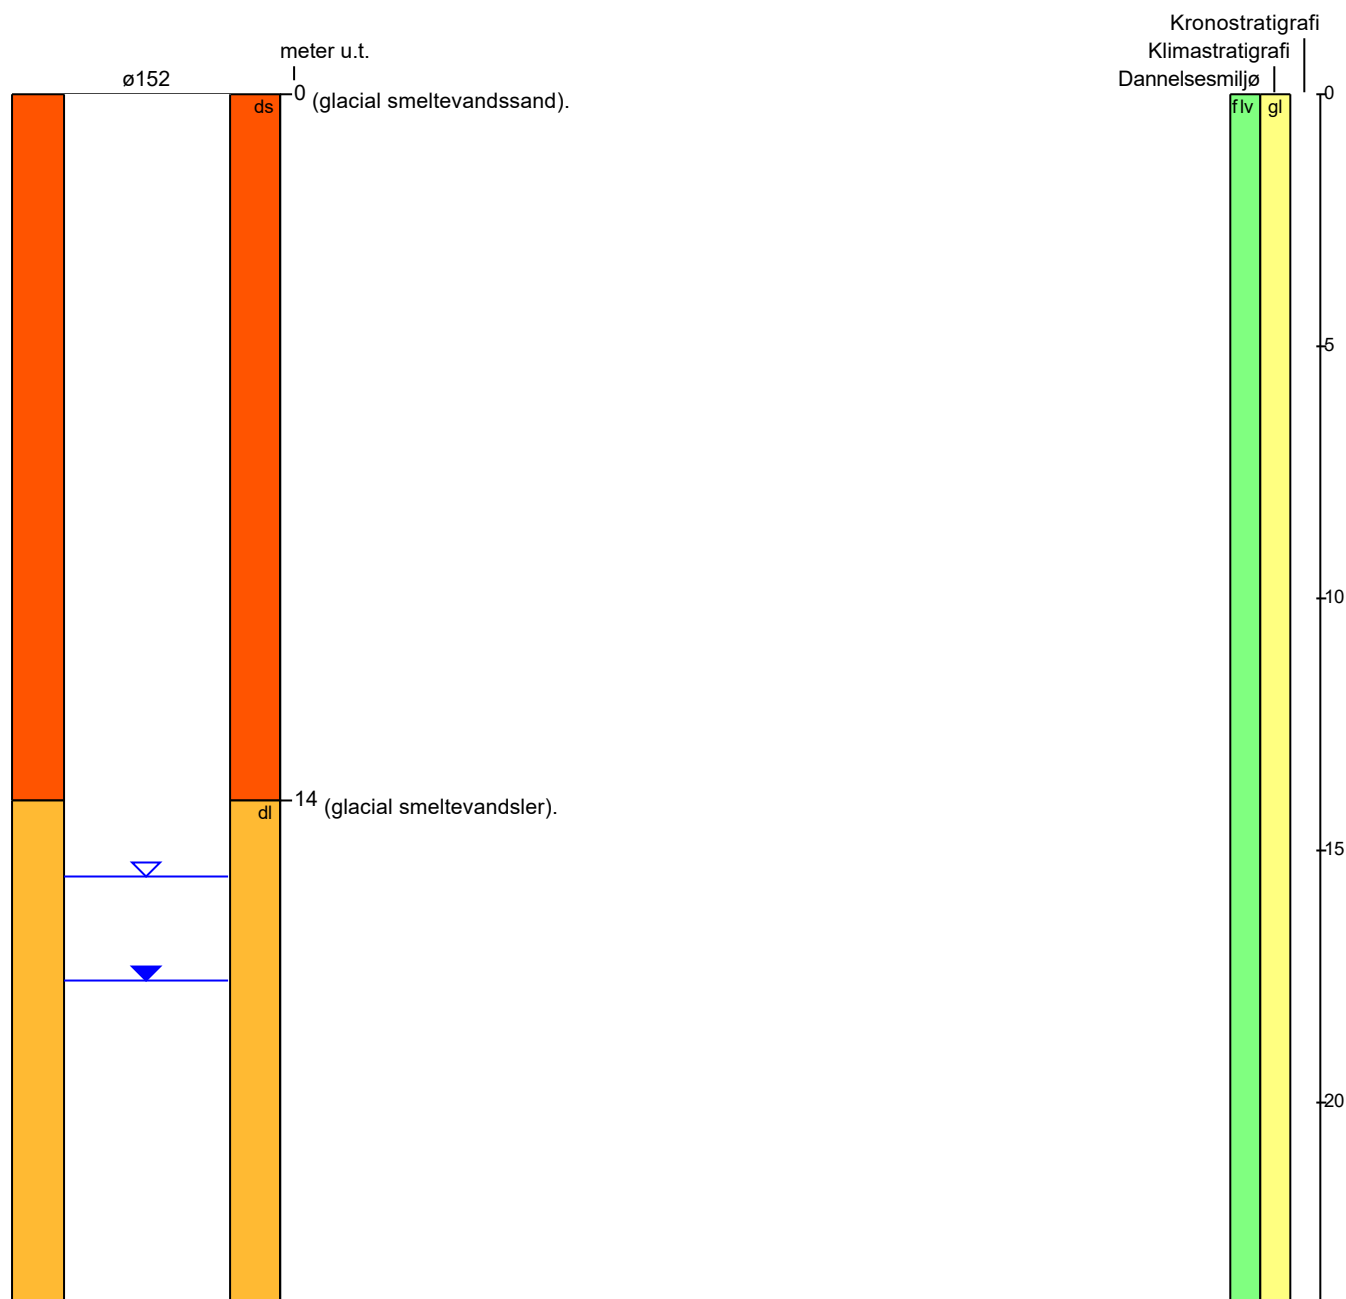 Kronostratigrafi
meter u.t.
Klimastratigrafi
ø152
Dannelsesmiljø
0
ds
(glacial smeltevandssand).
flv
gl
0
5
10
14
dl
(glacial smeltevandsler).
15
20